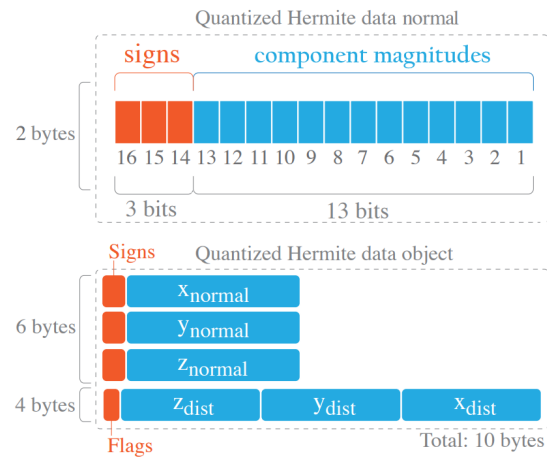 Quantized Hermite data normal
signs component magnitudes
2 bytes
16 15 14 13 12 11 10 9 8 7 6 5 4 3 2 1
3 bits 13 bits
Signs Quantized Hermite data object
xnormal
6 bytes ynormal
znormal
4 bytes zdist ydist xdist
Flags Total: 10 bytes